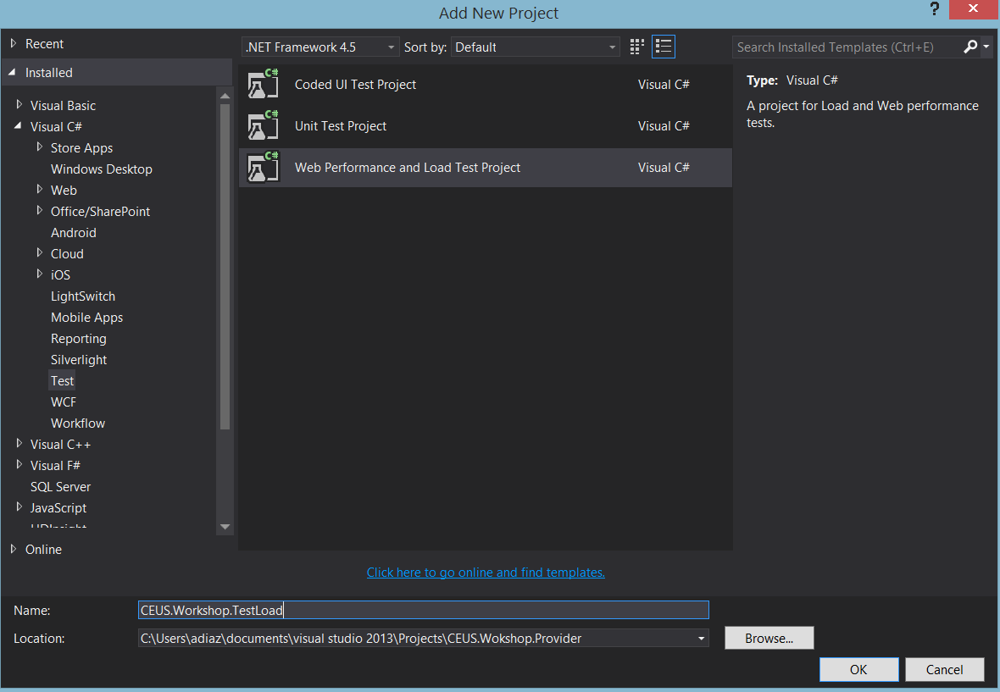 Add New Project
?
Recent
.NET Framework 4.5 Sort by: Default
Search Installed Templates (Ctrl+E)
Installed
Visual Basic
Visual C#
Store Apps
Windows Desktop
Web
Office/SharePoint
Android
Cloud
iOS
LightSwitch
Mobile Apps
Reporting
Silverlight
Test
WCF
Workflow
Visual C++
Visual F#
SQL Server
JavaScript
HDInsight
Online
C# Coded UI Test Project Visual C#
C# Unit Test Project Visual C#
C# Web Performance and Load Test Project Visual C#
Type: Visual C#
A project for Load and Web performance
tests.
Click here to go online and find templates.
Name: CEUS.Workshop.TestLoad
Location: C:\Users\adiaz\documents\visual studio 2013\Projects\CEUS.Wokshop.Provider Browse...
OK Cancel